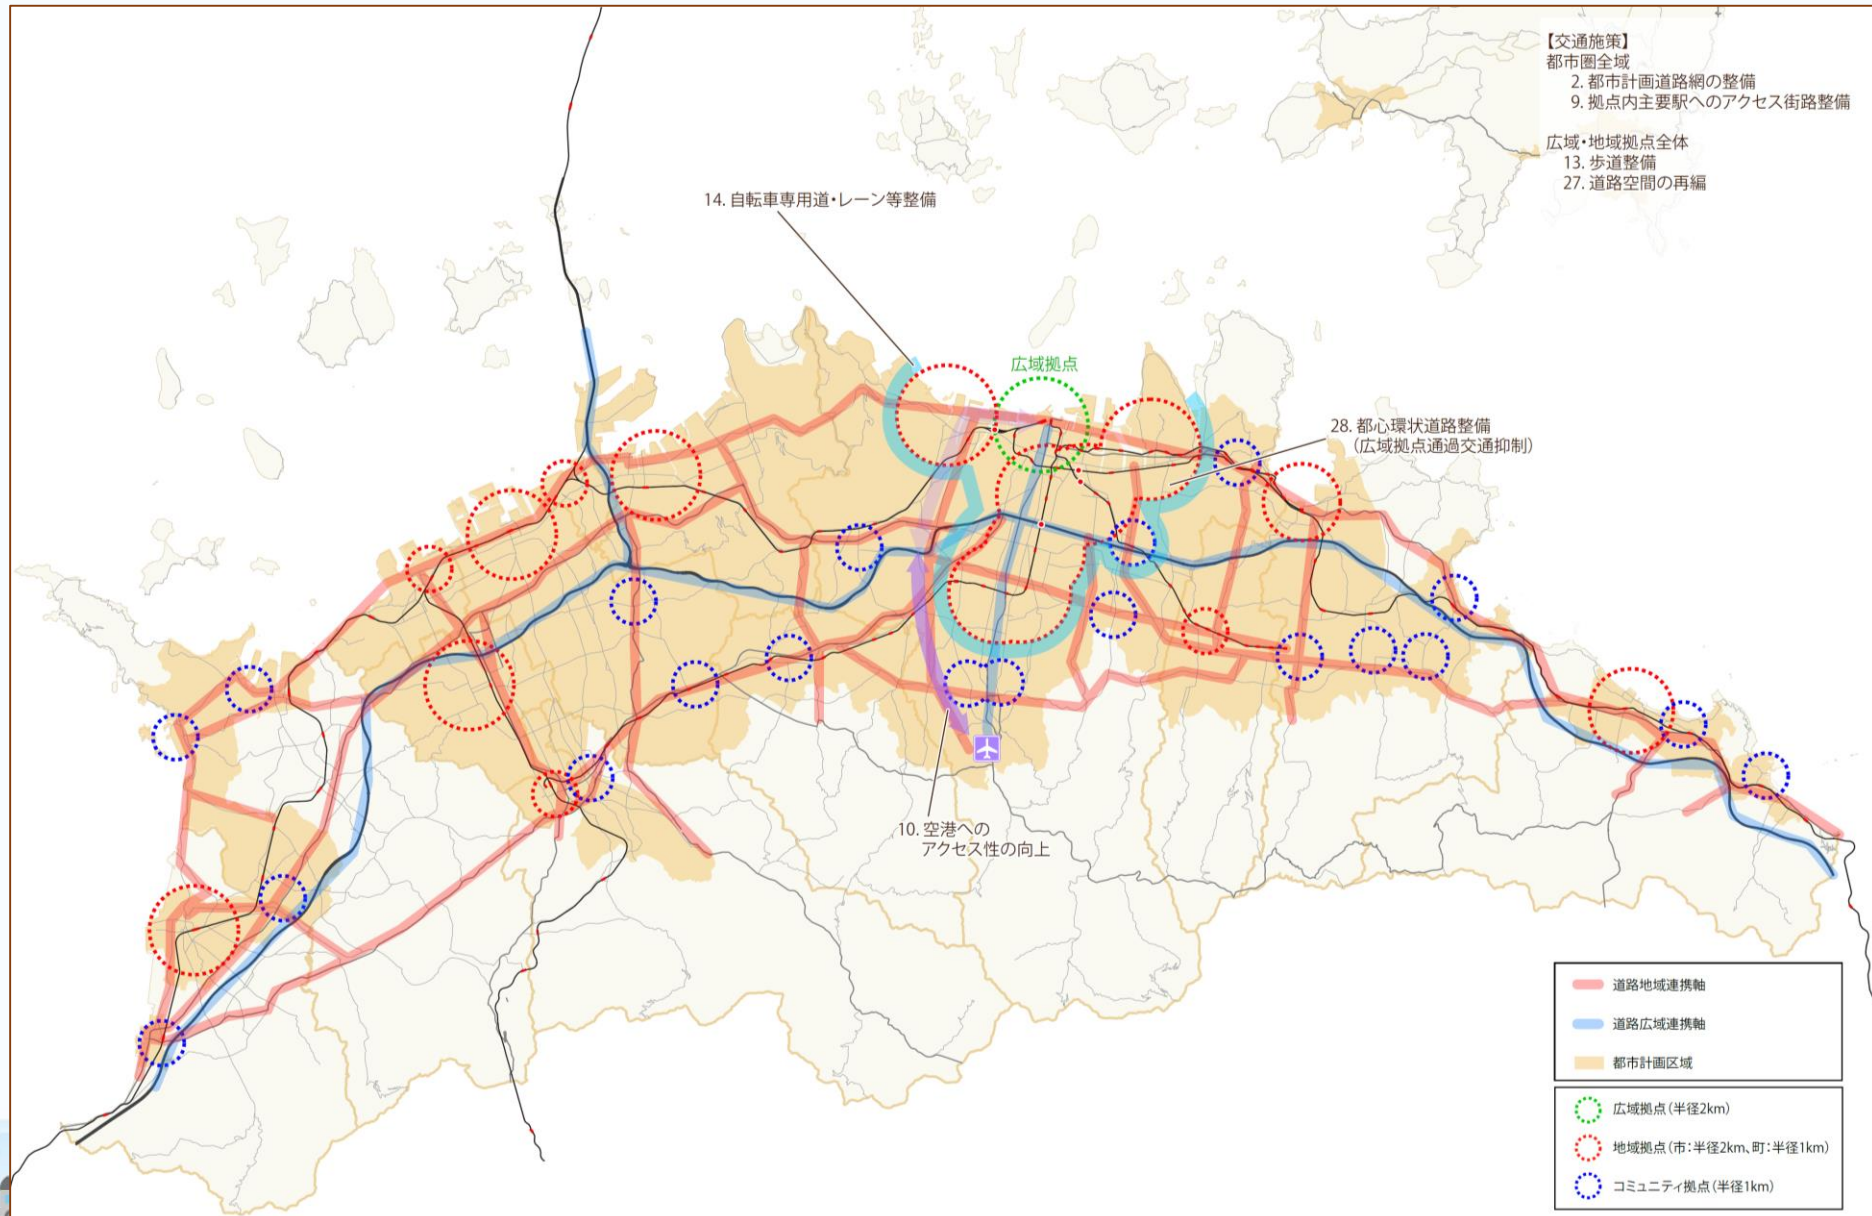 【交通施策】
都市圏全域
2. 都市計画道路網の整備
9. 拠点内主要駅へのアクセス街路整備
広域・地域拠点全体
13. 歩道整備
27. 道路空間の再編
14. 自転車専用道・レーン等整備
広域拠点
28. 都心環状道路整備
(広域拠点通過交通抑制)
10. 空港への
アクセス性の向上
道路地域連携軸
道路広域連携軸
都市計画区域
広域拠点(半径2km)
地域拠点(市:半径2km、町:半径1km)
コミュニティ拠点(半径1km)